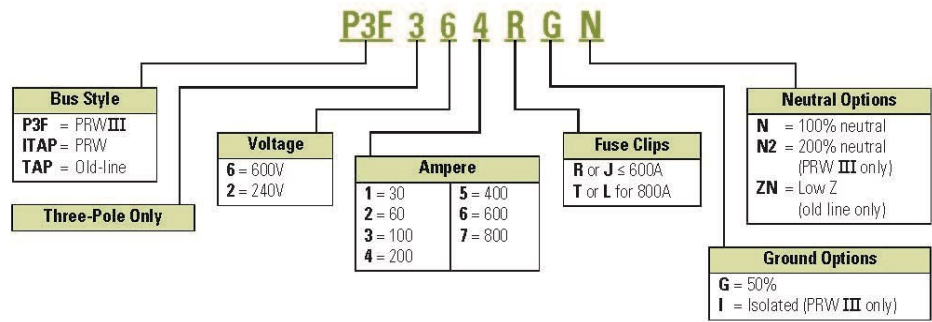 P3F 3 6 4 R G N
Bus Style
P3F = PRWIII
ITAP = PRW
TAP = Old-line
Three-Pole Only
Voltage
6 = 600V
2 = 240V
Ampere
1 = 30
2 = 60
3 = 100
4 = 200
5 = 400
6 = 600
7 = 800
Fuse Clips
R or J ≤ 600A
T or L for 800A
Neutral Options
N = 100% neutral
N2 = 200% neutral
(PRW III only)
ZN = Low Z
(old line only)
Ground Options
G = 50%
I = Isolated (PRW III only)